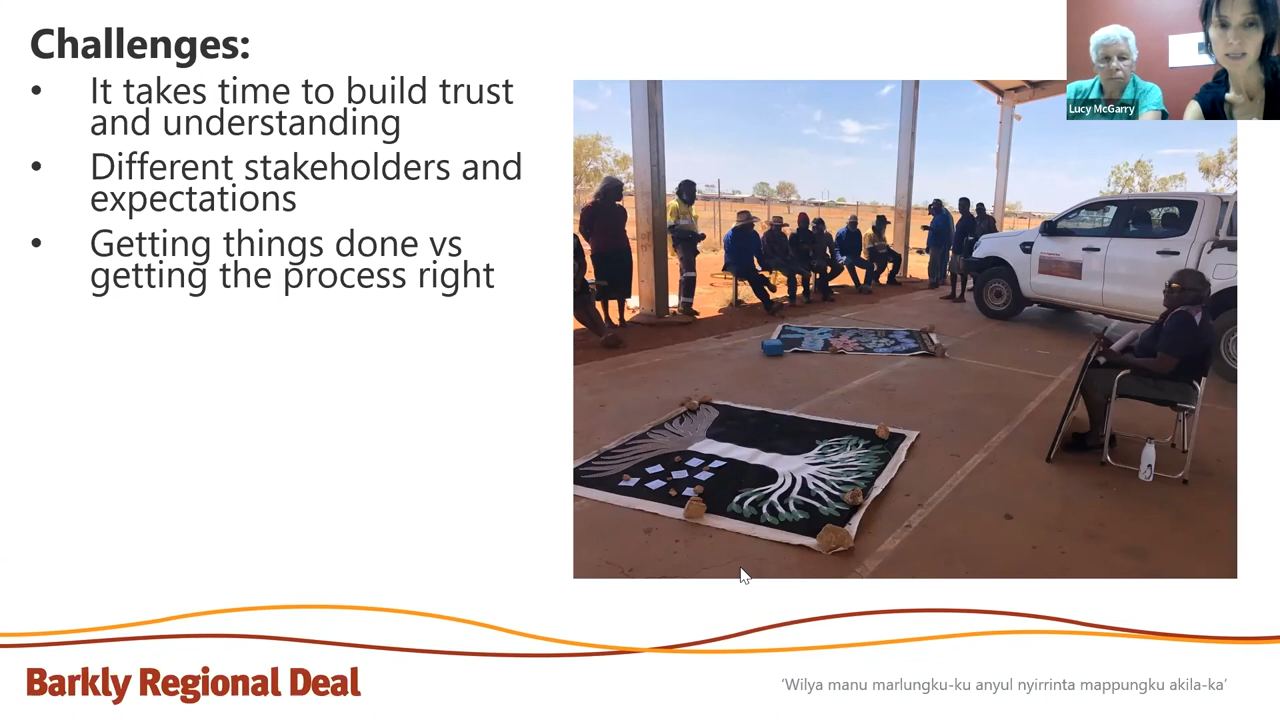 Challenges:
• It takes time to build trust
and understanding
• Different stakeholders and
expectations
• Getting things done vs
getting the process right
Lucy McGarry
Barkly Regional Deal
‘Wilya manu marlungku-ku anyul nyirrinta mappungku akila-ka’